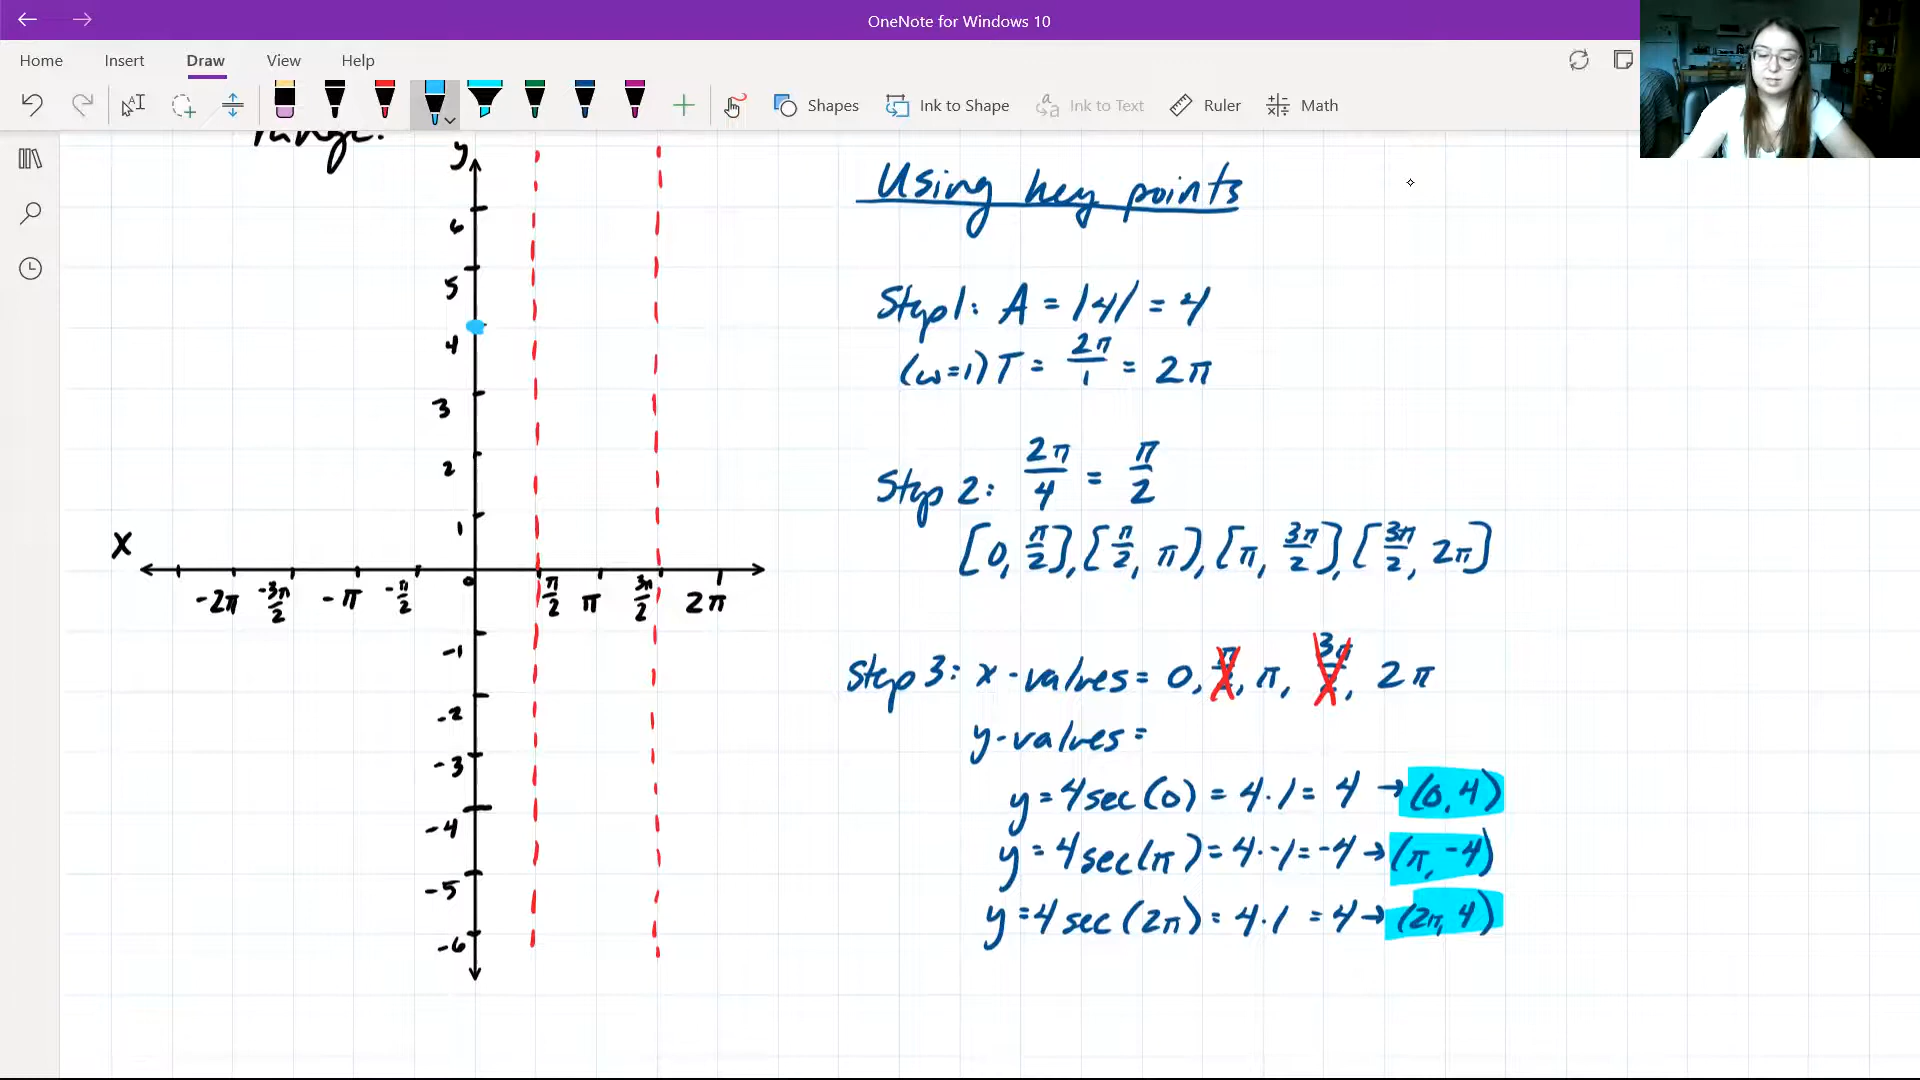 OneNote for Windows 10
Home Insert Draw View Help
Shapes Ink to Shape Ink to Text Ruler Math
range:
y
6
5
4
3
2
1
x
-2π -3π/2 -π -π/2 0 π/2 π 3π/2 2π
-1
-2
-3
-4
-5
-6
Using key points
Step 1: A = |4| = 4
(ω=1) T = 2π/1 = 2π
Step 2: 2π/4 = π/2
[0, π/2], [π/2, π], [π, 3π/2], [3π/2, 2π]
Step 3: x-values = 0, π/2, π, 3π/2, 2π
y-values =
y = 4sec(0) = 4·1 = 4 → (0, 4)
y = 4sec(π) = 4·-1 = -4 → (π, -4)
y = 4sec(2π) = 4·1 = 4 → (2π, 4)